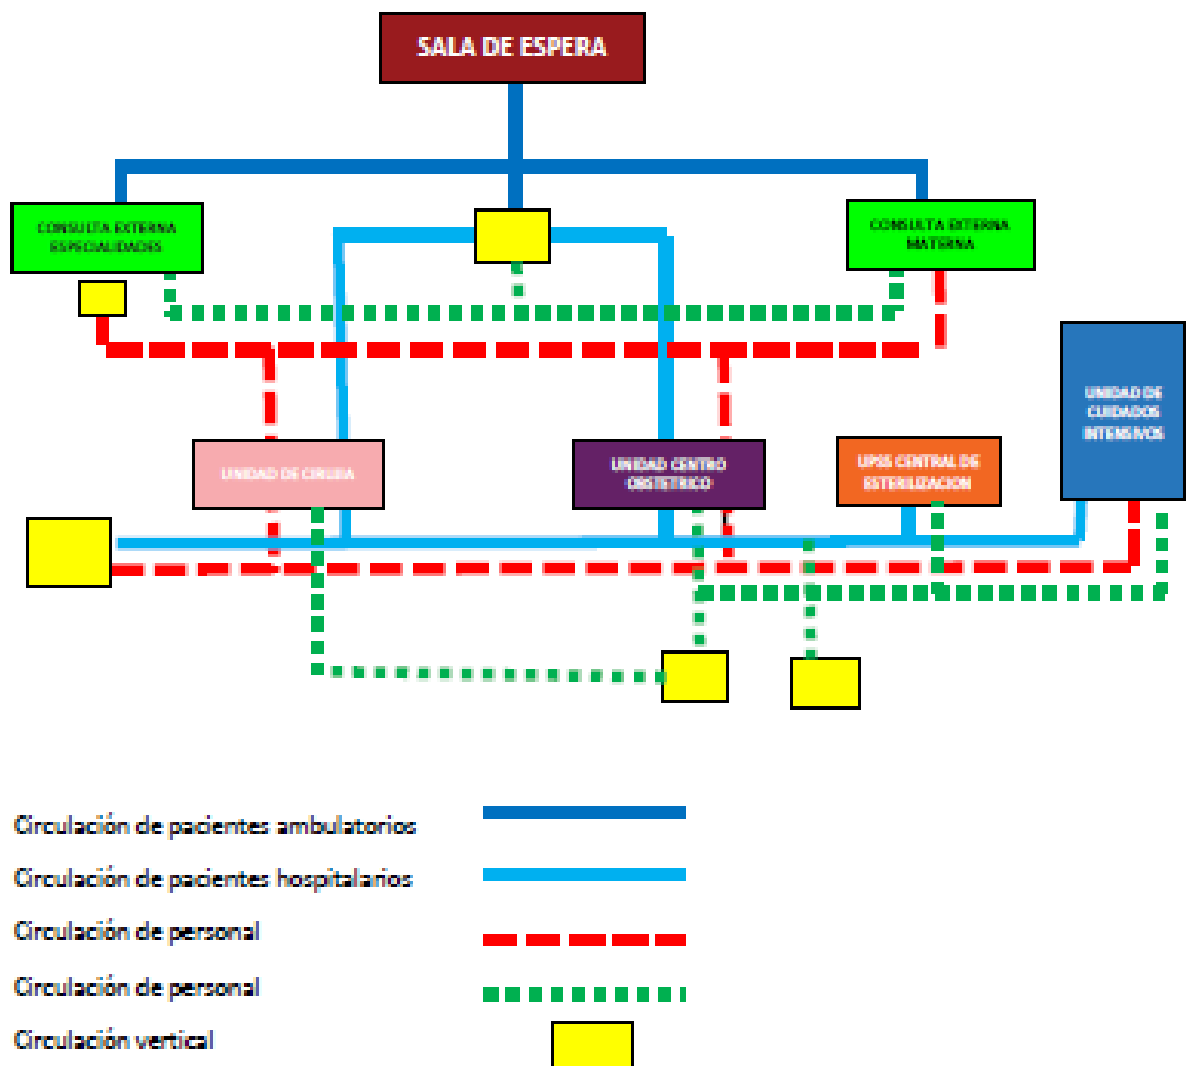 SALA DE ESPERA
CONSULTA EXTERNA
ESPECIALIDADES
CONSULTA EXTERNA
MATERNA
UNIDAD DE
CUIDADOS
INTENSIVOS
UNIDAD DE CIRUJIA
UNIDAD CENTRO
OBSTETRICO
UPSS CENTRAL DE
ESTERILIZACION
Circulación de pacientes ambulatorios
Circulación de pacientes hospitalarios
Circulación de personal
Circulación de personal
Circulación vertical